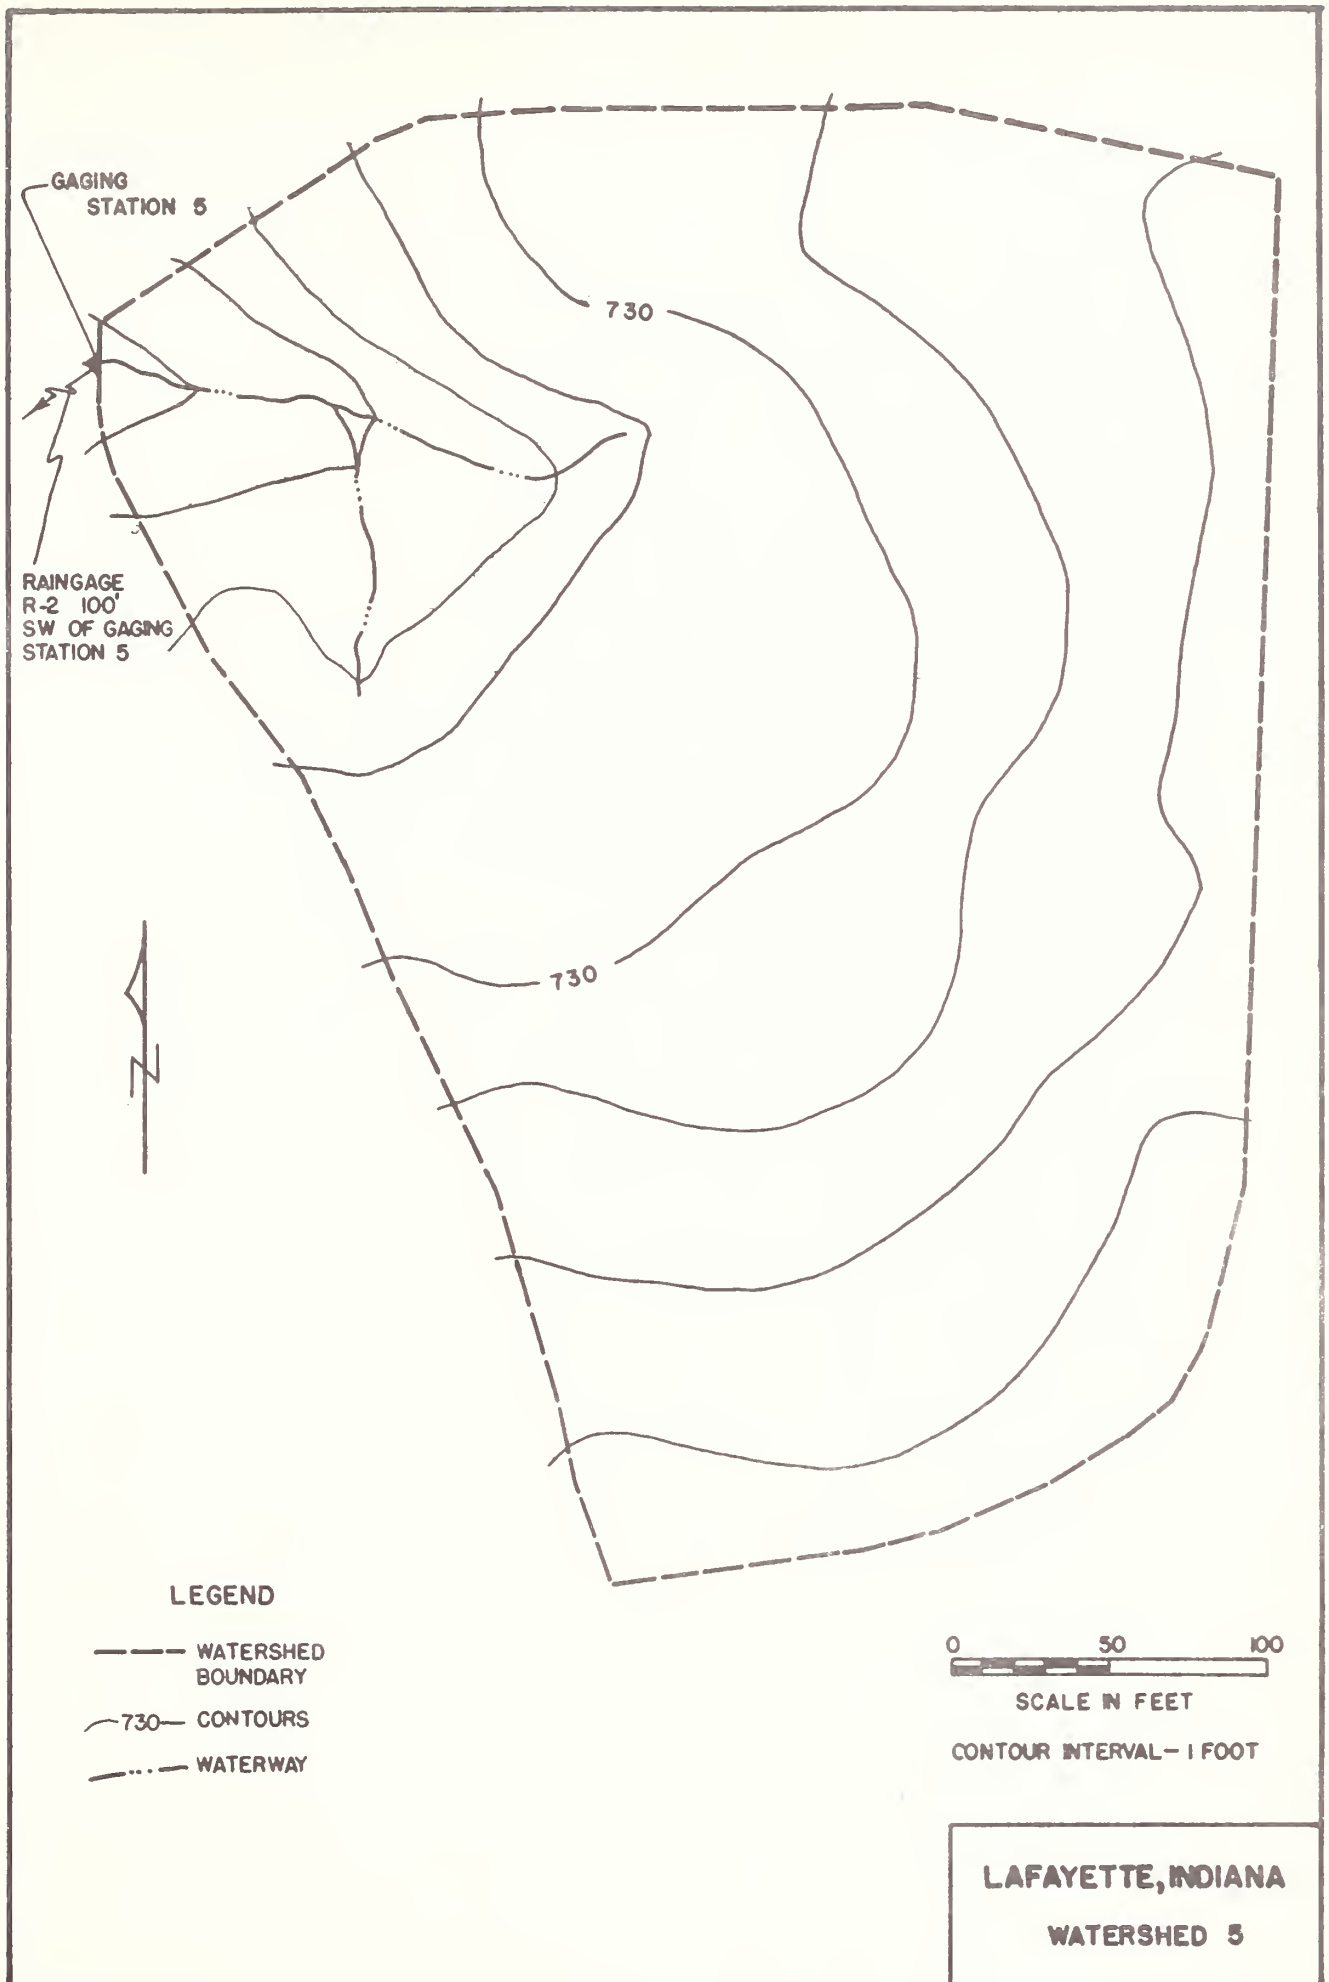 GAGING
STATION 5
730
RAINGAGE
R-2 100'
SW OF GAGING
STATION 5
730
N
LEGEND
WATERSHED
BOUNDARY
730 CONTOURS
WATERWAY
0 50 100
SCALE IN FEET
CONTOUR INTERVAL-1 FOOT
LAFAYETTE, INDIANA
WATERSHED 5